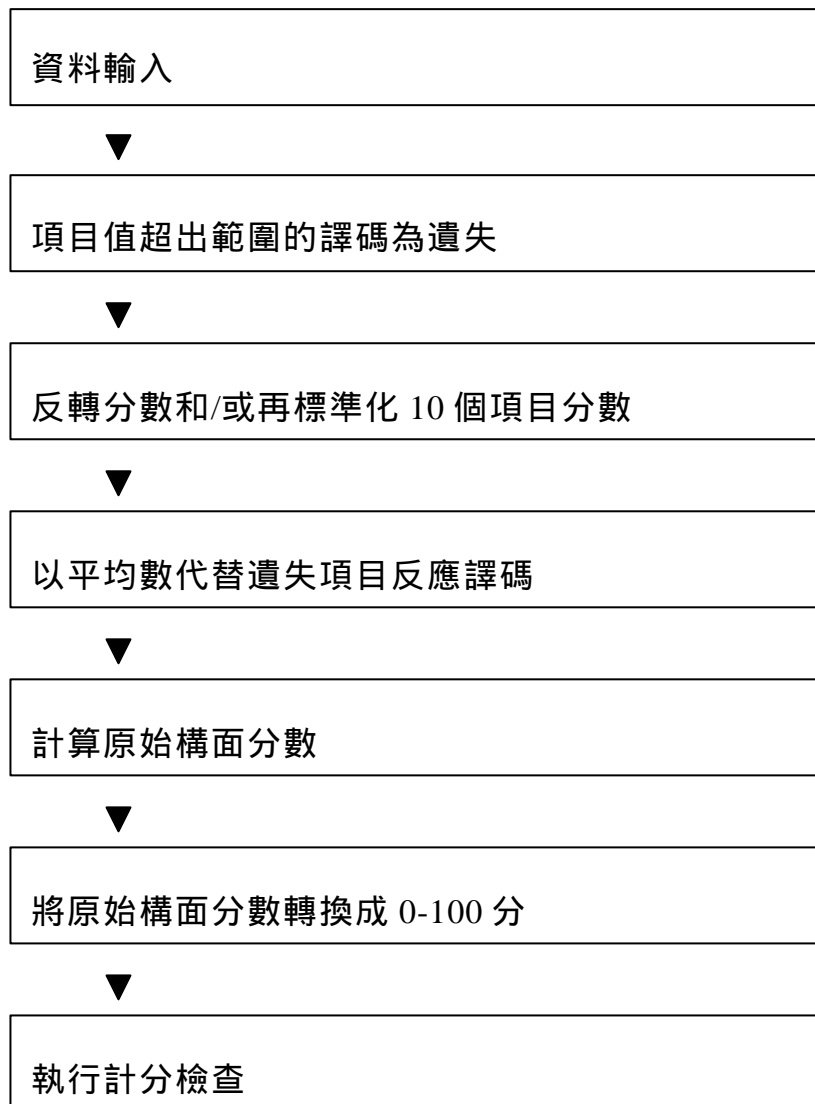 資料輸入
▼
項目值超出範圍的譯碼為遺失
▼
反轉分數和/或再標準化 10 個項目分數
▼
以平均數代替遺失項目反應譯碼
▼
計算原始構面分數
▼
將原始構面分數轉換成 0-100 分
▼
執行計分檢查